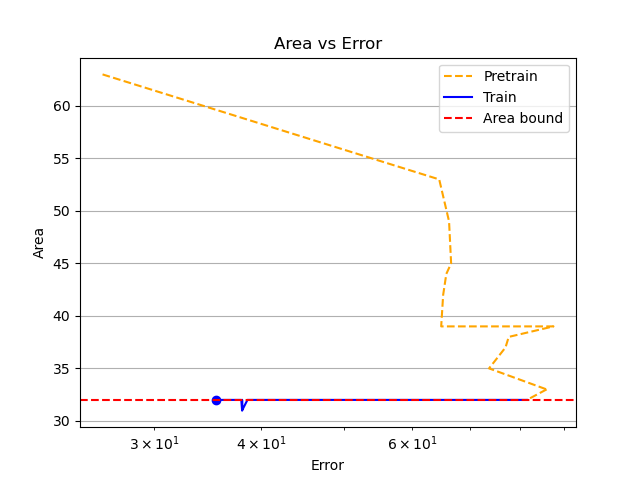 Area vs Error
Pretrain
Train
Area bound
60
55
50
45
40
35
30
Area
3 × 10¹
4 × 10¹
6 × 10¹
Error